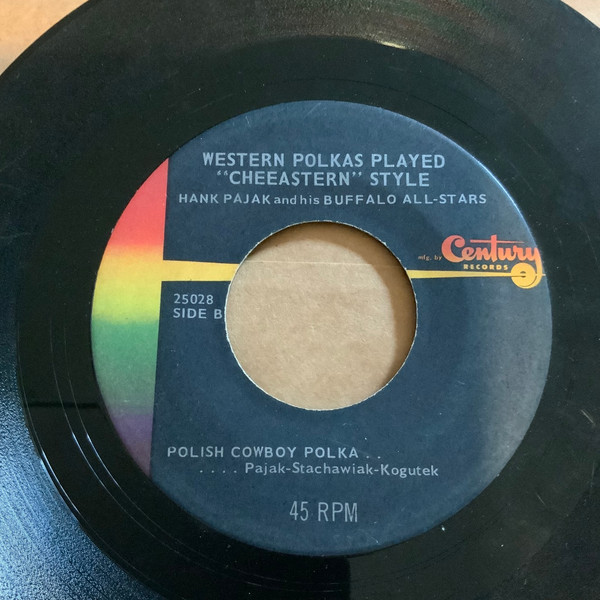 WESTERN POLKAS PLAYED
"CHEEASTERN" STYLE
HANK PAJAK and his BUFFALO ALL-STARS
mfg. by Century
RECORDS
25028
SIDE B
POLISH COWBOY POLKA . .
. . . . Pajak-Stachawiak-Kogutek
45 RPM